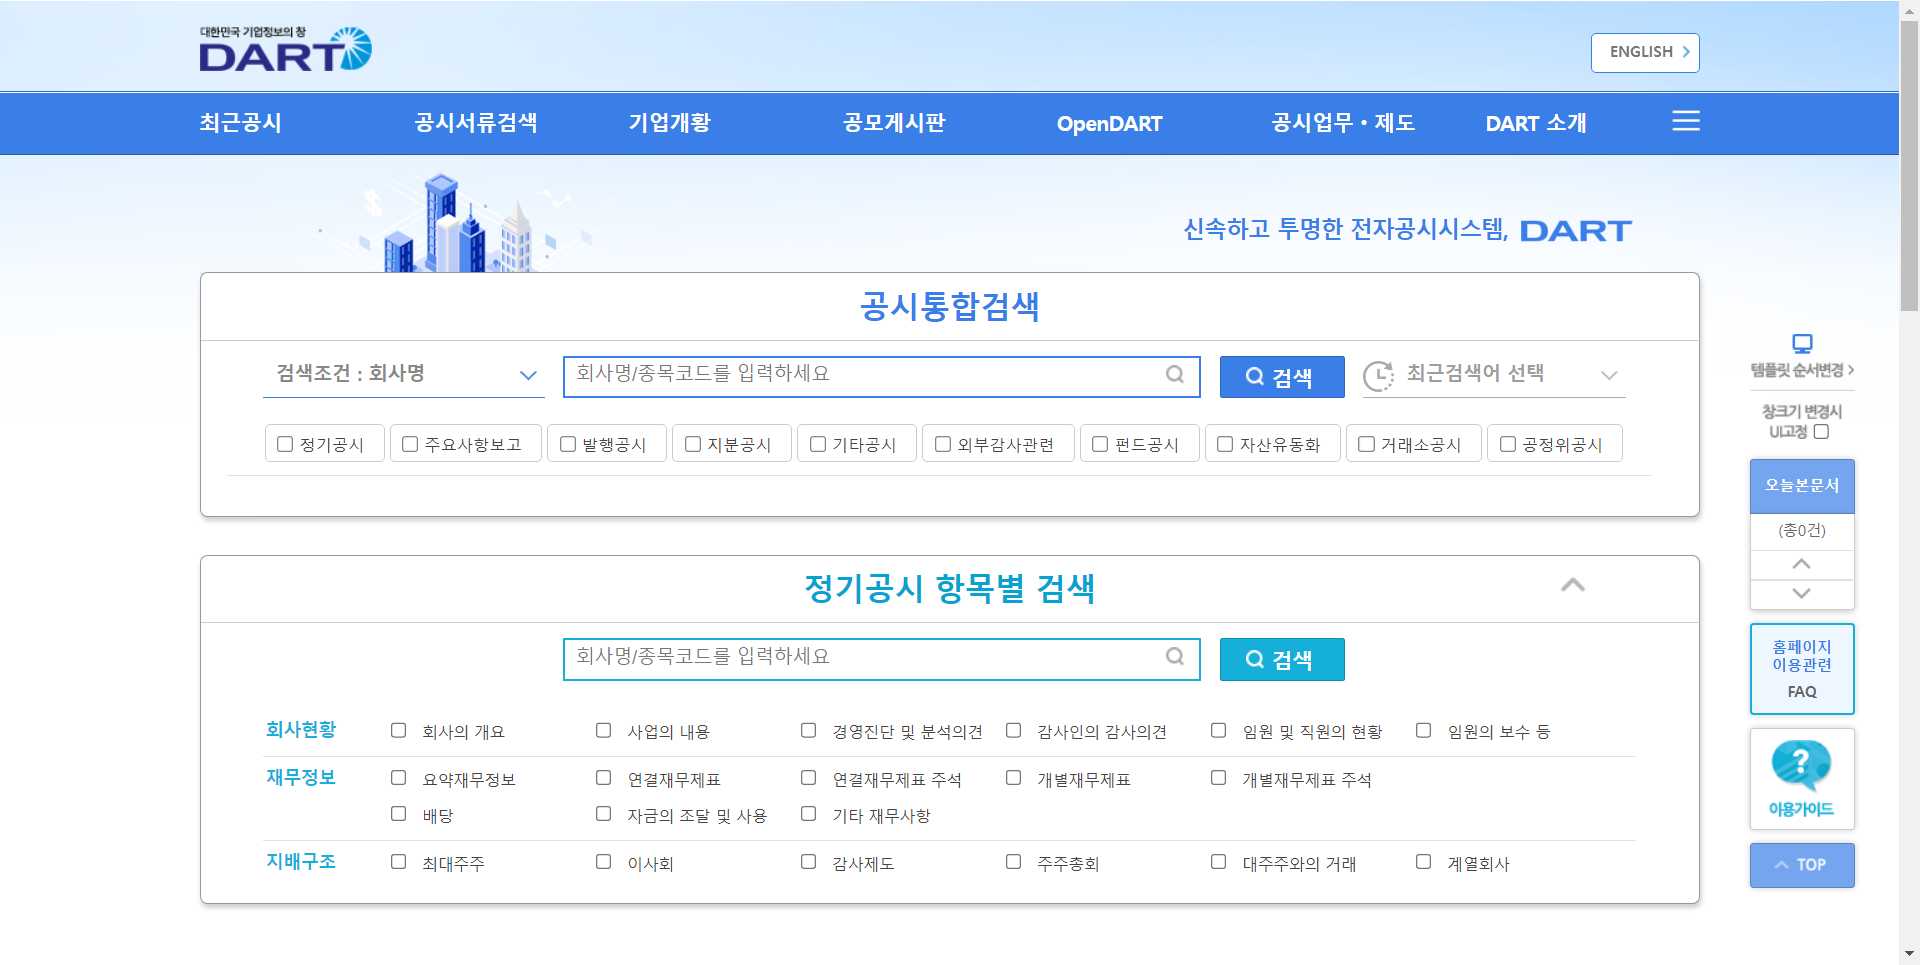 대한민국 기업정보의 창
DART
ENGLISH
최근공시 공시서류검색 기업개황 공모게시판 OpenDART 공시업무·제도 DART 소개
신속하고 투명한 전자공시시스템, DART
공시통합검색
검색조건 : 회사명 회사명/종목코드를 입력하세요 검색 최근검색어 선택
정기공시 주요사항보고 발행공시 지분공시 기타공시 외부감사관련 펀드공시 자산유동화 거래소공시 공정위공시
정기공시 항목별 검색
회사명/종목코드를 입력하세요 검색
회사현황 회사의 개요 사업의 내용 경영진단 및 분석의견 감사인의 감사의견 임원 및 직원의 현황 임원의 보수 등
재무정보 요약재무정보 연결재무제표 연결재무제표 주석 개별재무제표 개별재무제표 주석
배당 자금의 조달 및 사용 기타 재무사항
지배구조 최대주주 이사회 감사제도 주주총회 대주주와의 거래 계열회사
템플릿 순서변경
창크기 변경시
UI고정
오늘본문서
(총0건)
홈페이지
이용관련
FAQ
?
이용가이드
TOP